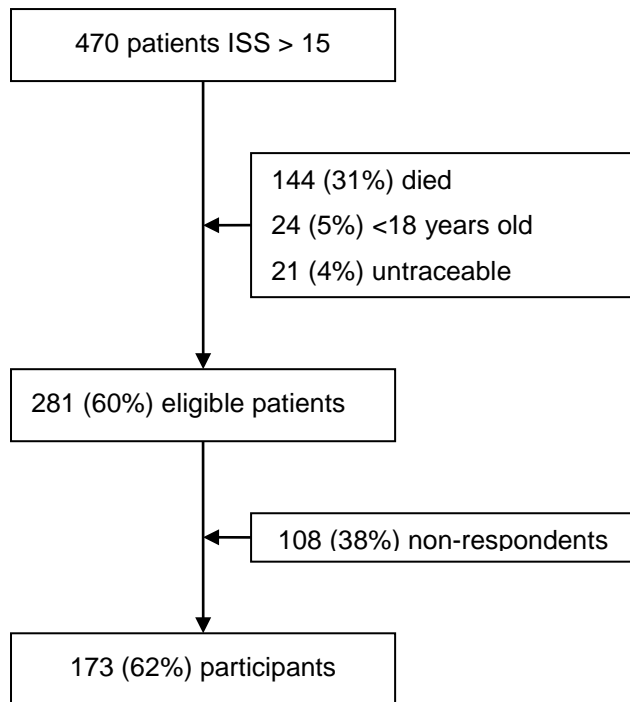 470 patients ISS > 15
144 (31%) died
24 (5%) <18 years old
21 (4%) untraceable
281 (60%) eligible patients
108 (38%) non-respondents
173 (62%) participants